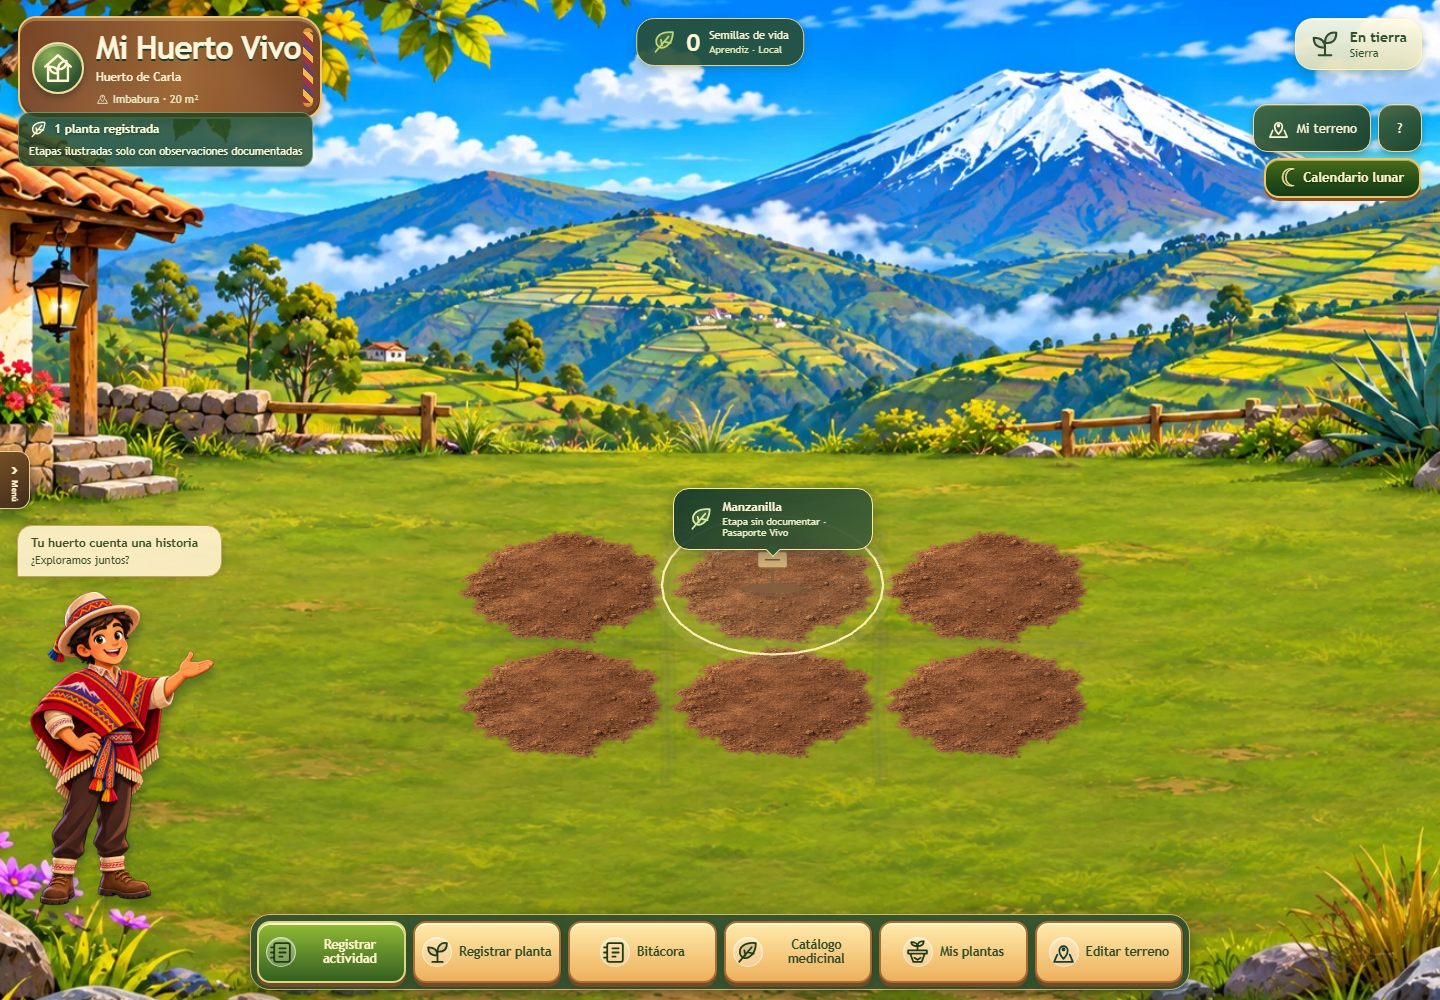 Mi Huerto Vivo
Huerto de Carla
Imbabura • 20 m²
1 planta registrada
Etapas ilustradas solo con observaciones documentadas
0
Semillas de vida
Aprendiz - Local
En tierra
Sierra
Mi terreno
?
Calendario lunar
Menú
Manzanilla
Etapa sin documentar -
Pasaporte Vivo
Tu huerto cuenta una historia
¿Exploramos juntos?
Registrar
actividad
Registrar planta
Bitácora
Catálogo
medicinal
Mis plantas
Editar terreno